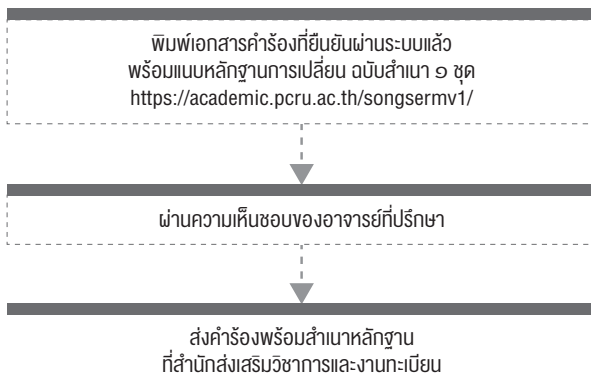 พิมพ์เอกสารคำร้องที่ยืนยันผ่านระบบแล้ว
พร้อมแนบหลักฐานการเปลี่ยน ฉบับสำเนา ๑ ชุด
https://academic.pcru.ac.th/songsermv1/
ผ่านความเห็นชอบของอาจารย์ที่ปรึกษา
ส่งคำร้องพร้อมสำเนาหลักฐาน
ที่สำนักส่งเสริมวิชาการและงานทะเบียน